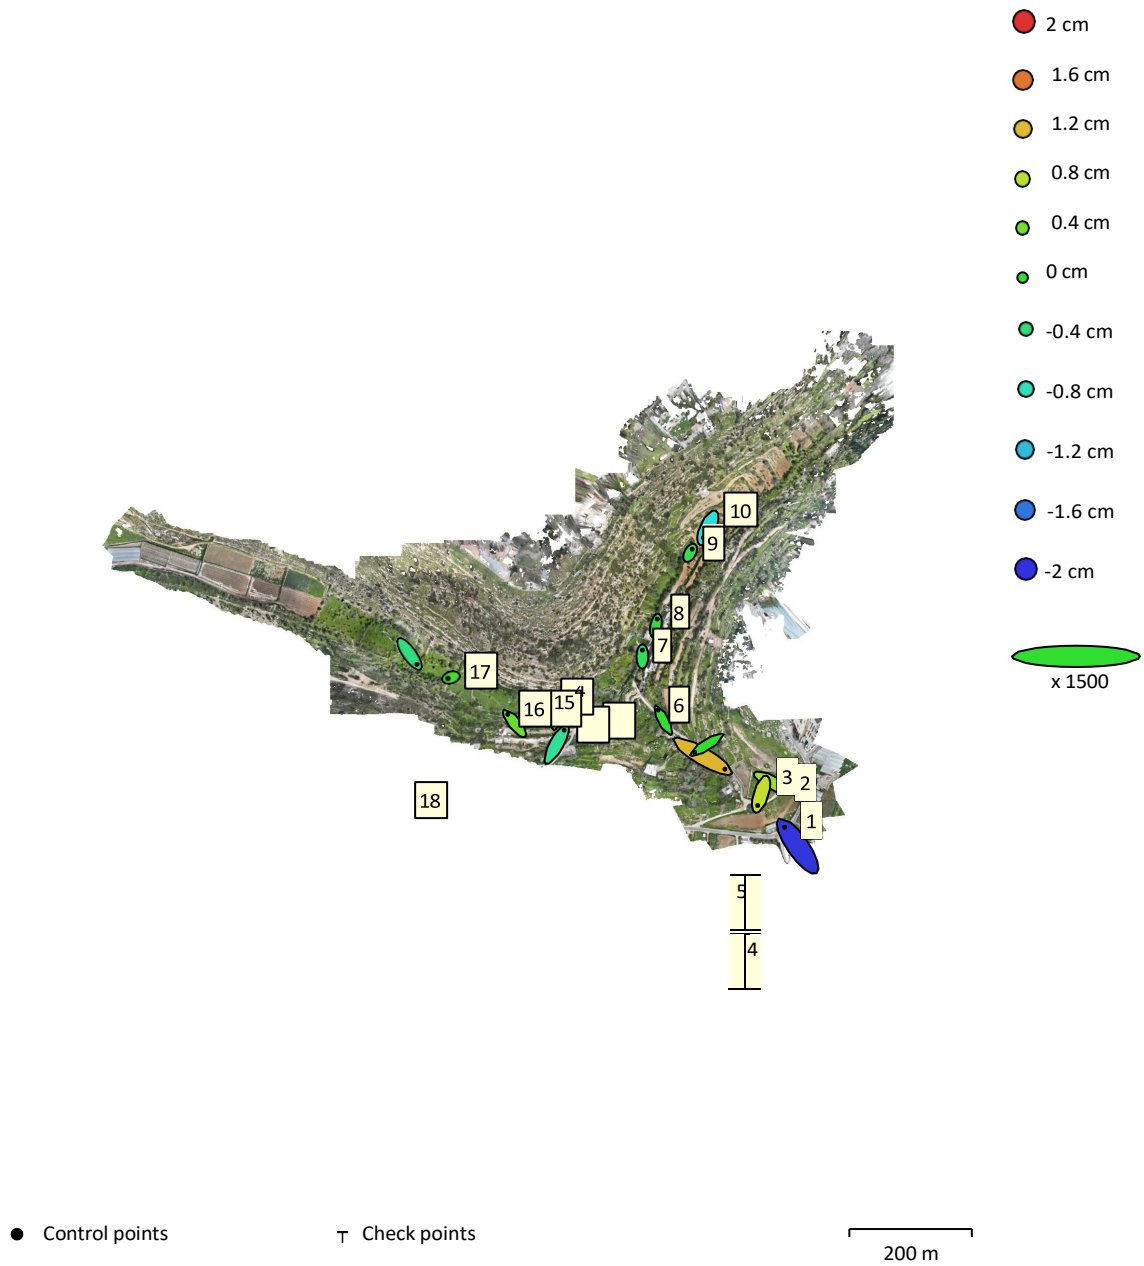 2 cm
1.6 cm
1.2 cm
0.8 cm
0.4 cm
0 cm
-0.4 cm
-0.8 cm
-1.2 cm
-1.6 cm
-2 cm
x 1500
10
9
8
7
6
17
4
15
16
3
2
1
18
5
4
Control points
Check points
200 m